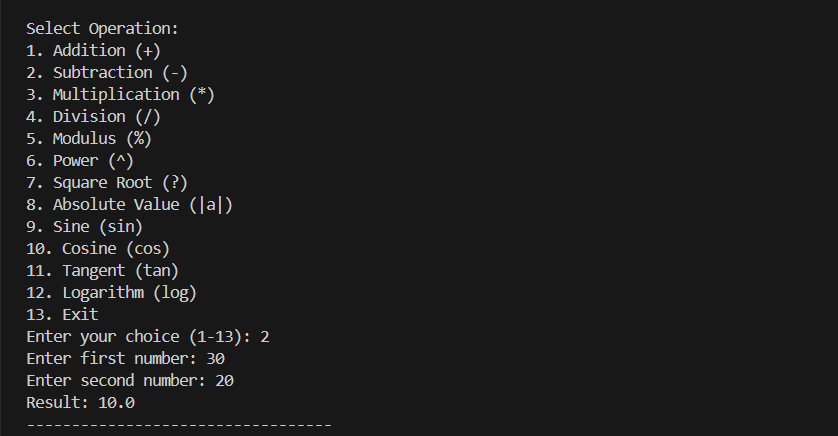 Select Operation:
1. Addition (+)
2. Subtraction (-)
3. Multiplication (*)
4. Division (/)
5. Modulus (%)
6. Power (^)
7. Square Root (?)
8. Absolute Value (|a|)
9. Sine (sin)
10. Cosine (cos)
11. Tangent (tan)
12. Logarithm (log)
13. Exit
Enter your choice (1-13): 2
Enter first number: 30
Enter second number: 20
Result: 10.0
----------------------------------